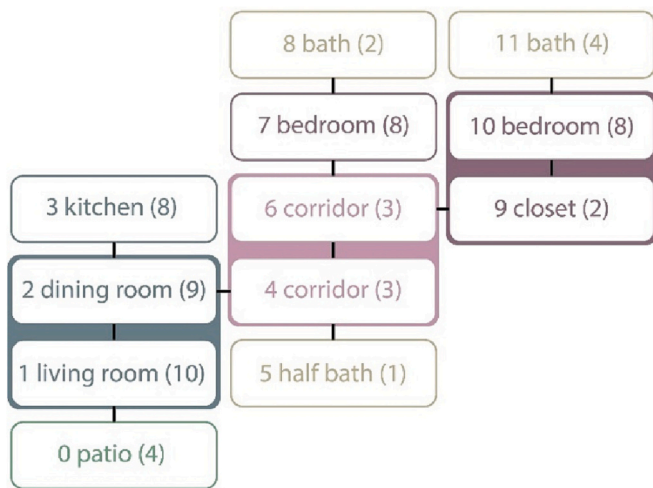 8 bath (2)
11 bath (4)
7 bedroom (8)
10 bedroom (8)
3 kitchen (8)
6 corridor (3)
9 closet (2)
2 dining room (9)
4 corridor (3)
1 living room (10)
5 half bath (1)
0 patio (4)